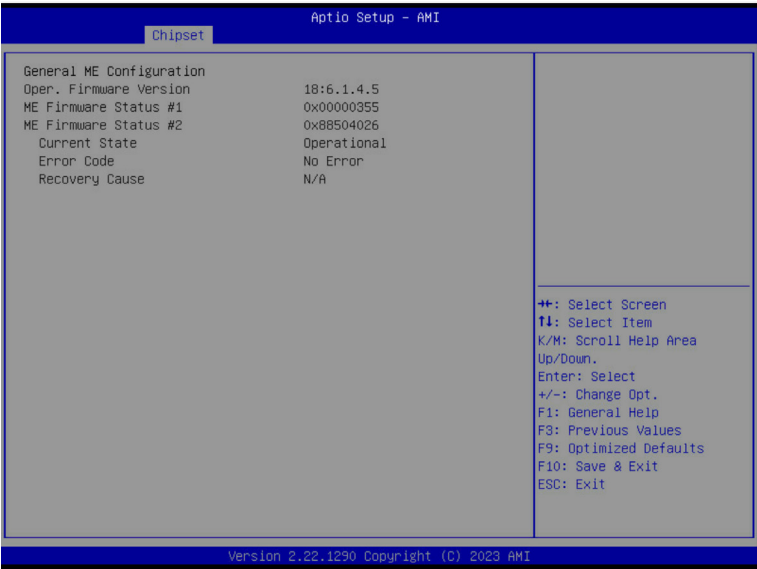 Aptio Setup – AMI
Chipset
General ME Configuration
Oper. Firmware Version 18:6.1.4.5
ME Firmware Status #1 0x00000355
ME Firmware Status #2 0x88504026
Current State Operational
Error Code No Error
Recovery Cause N/A
→←: Select Screen
↑↓: Select Item
K/M: Scroll Help Area
Up/Down.
Enter: Select
+/-: Change Opt.
F1: General Help
F3: Previous Values
F9: Optimized Defaults
F10: Save & Exit
ESC: Exit
Version 2.22.1290 Copyright (C) 2023 AMI